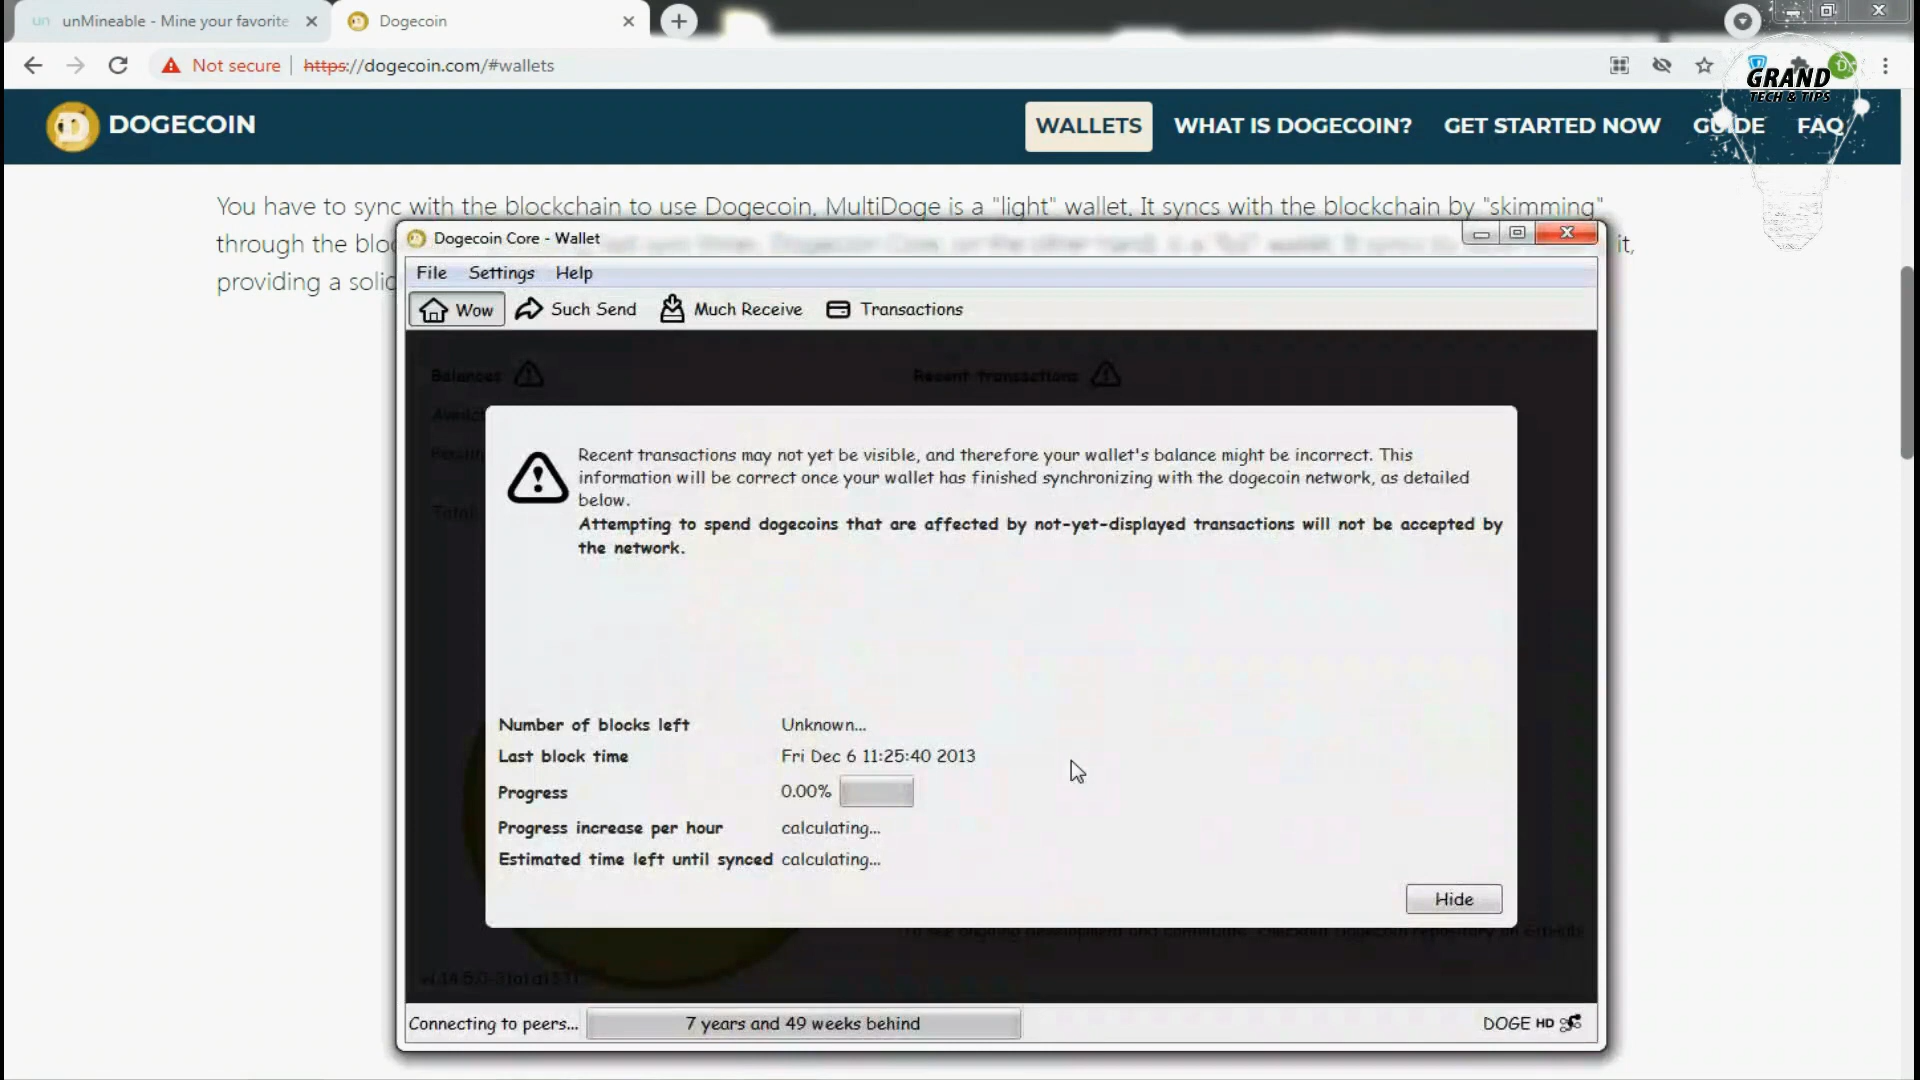 un unMineable - Mine your favorite
Dogecoin
Not secure https://dogecoin.com/#wallets
GRAND
TECH & TIPS
DOGECOIN WALLETS WHAT IS DOGECOIN? GET STARTED NOW GUIDE FAQ
You have to sync with the blockchain to use Dogecoin. MultiDoge is a "light" wallet. It syncs with the blockchain by "skimming"
through the it,
providing a
Dogecoin Core - Wallet
File Settings Help
Wow Such Send Much Receive Transactions
Balances Recent transactions
Recent transactions may not yet be visible, and therefore your wallet's balance might be incorrect. This
information will be correct once your wallet has finished synchronizing with the dogecoin network, as detailed
below.
Attempting to spend dogecoins that are affected by not-yet-displayed transactions will not be accepted by
the network.
Number of blocks left Unknown...
Last block time Fri Dec 6 11:25:40 2013
Progress 0.00%
Progress increase per hour calculating...
Estimated time left until synced calculating...
Hide
Connecting to peers... 7 years and 49 weeks behind DOGE HD